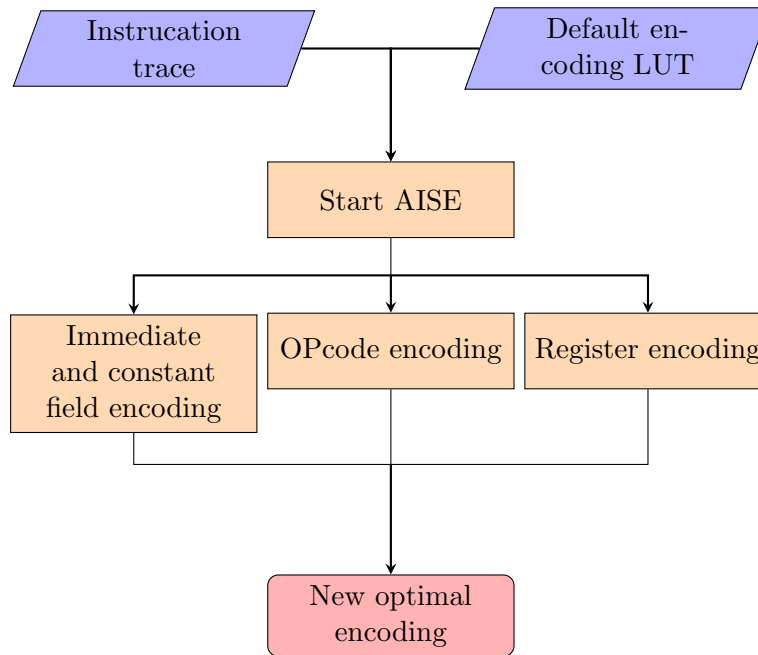 Instrucation
trace
Default en-
coding LUT
Start AISE
Immediate
and constant
field encoding
OPcode encoding
Register encoding
New optimal
encoding